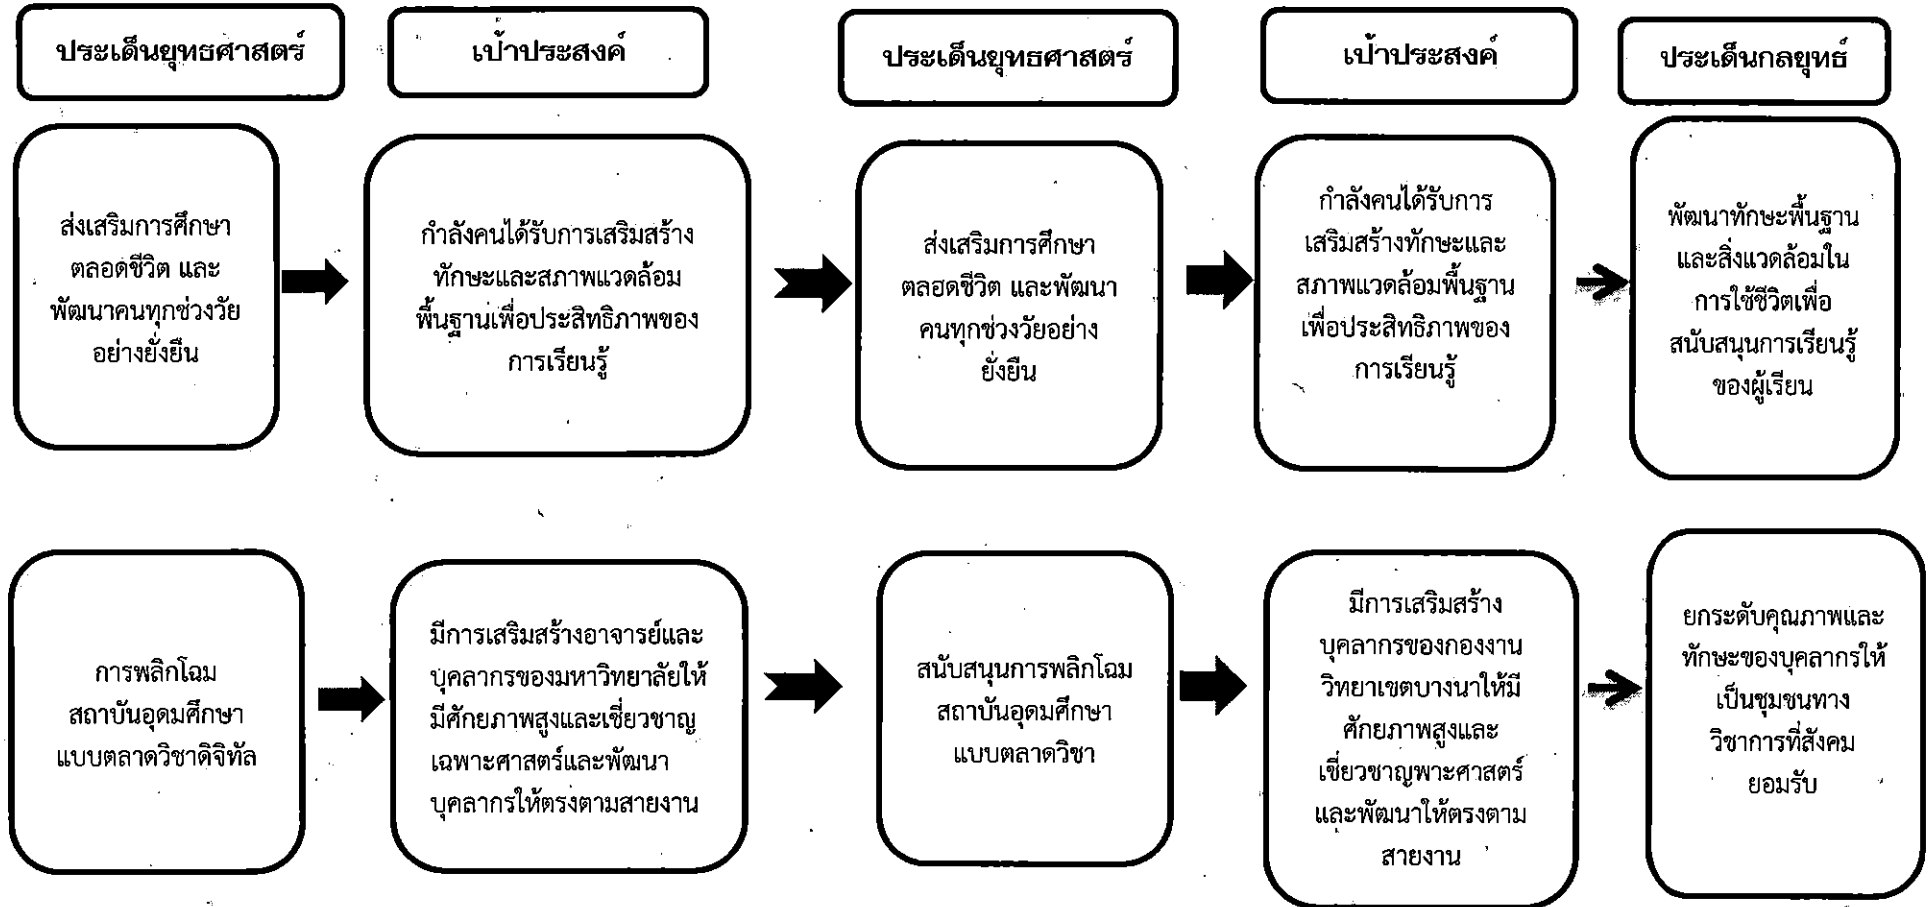 ประเด็นยุทธศาสตร์
เป้าประสงค์
ประเด็นยุทธศาสตร์
เป้าประสงค์
ประเด็นกลยุทธ์
ส่งเสริมการศึกษา
ตลอดชีวิต และ
พัฒนาคนทุกช่วงวัย
อย่างยั่งยืน
กำลังคนได้รับการเสริมสร้าง
ทักษะและสภาพแวดล้อม
พื้นฐานเพื่อประสิทธิภาพของ
การเรียนรู้
ส่งเสริมการศึกษา
ตลอดชีวิต และพัฒนา
คนทุกช่วงวัยอย่าง
ยั่งยืน
กำลังคนได้รับการ
เสริมสร้างทักษะและ
สภาพแวดล้อมพื้นฐาน
เพื่อประสิทธิภาพของ
การเรียนรู้
พัฒนาทักษะพื้นฐาน
และสิ่งแวดล้อมใน
การใช้ชีวิตเพื่อ
สนับสนุนการเรียนรู้
ของผู้เรียน
การพลิกโฉม
สถาบันอุดมศึกษา
แบบตลาดวิชาดิจิทัล
มีการเสริมสร้างอาจารย์และ
บุคลากรของมหาวิทยาลัยให้
มีศักยภาพสูงและเชี่ยวชาญ
เฉพาะศาสตร์และพัฒนา
บุคลากรให้ตรงตามสายงาน
สนับสนุนการพลิกโฉม
สถาบันอุดมศึกษา
แบบตลาดวิชา
มีการเสริมสร้าง
บุคลากรของกองงาน
วิทยาเขตบางนาให้มี
ศักยภาพสูงและ
เชี่ยวชาญพาะศาสตร์
และพัฒนาให้ตรงตาม
สายงาน
ยกระดับคุณภาพและ
ทักษะของบุคลากรให้
เป็นชุมชนทาง
วิชาการที่สังคม
ยอมรับ